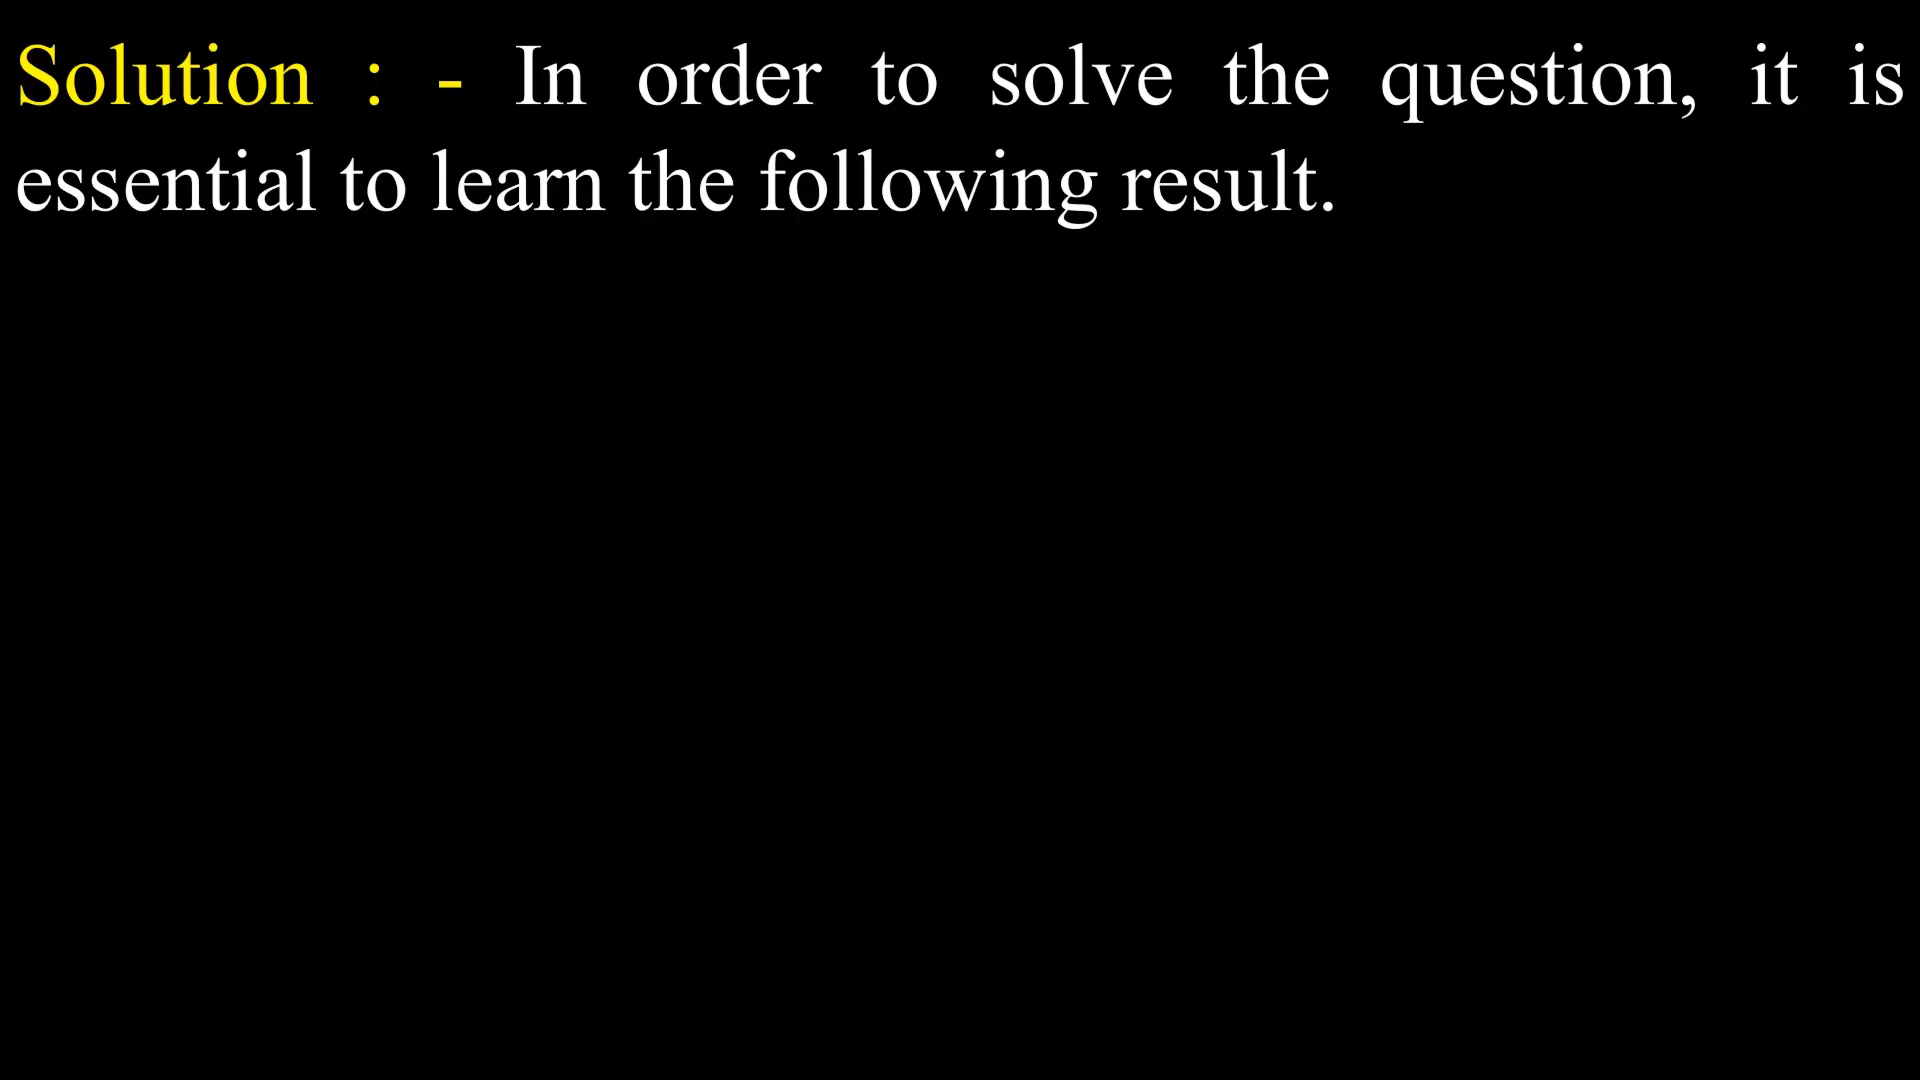 Solution : - In order to solve the question, it is
essential to learn the following result.